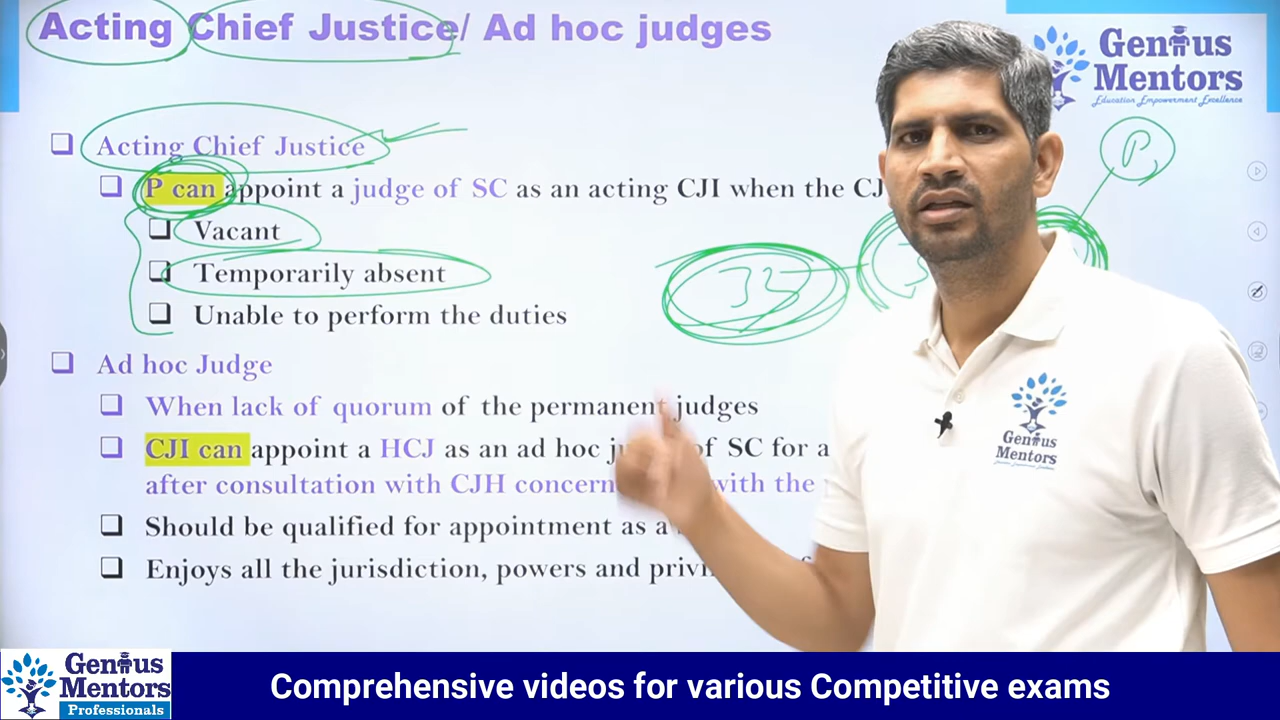 Acting Chief Justice/ Ad hoc judges
Genius
Mentors
Education Empowerment Excellence
Acting Chief Justice
P can appoint a judge of SC as an acting CJI when the CJ
P
Vacant
Temporarily absent
Unable to perform the duties
Ad hoc Judge
When lack of quorum of the permanent judges
CJI can appoint a HCJ as an ad hoc of SC for a
after consultation with CJH with the
Should be qualified for appointment as a
Enjoys all the jurisdiction, powers and
Genius
Mentors
Genius
Mentors
Professionals
Comprehensive videos for various Competitive exams